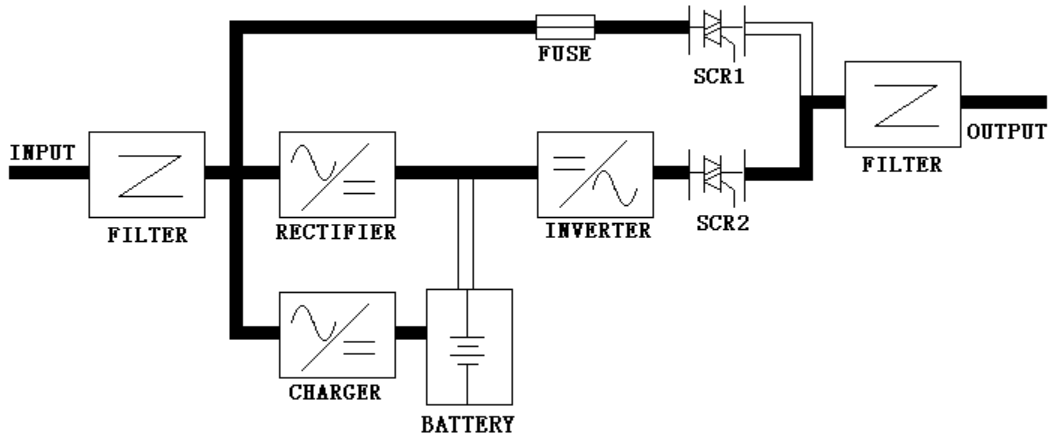 FUSE
SCR1
INPUT
OUTPUT
FILTER
FILTER
RECTIFIER
INVERTER
SCR2
CHARGER
BATTERY